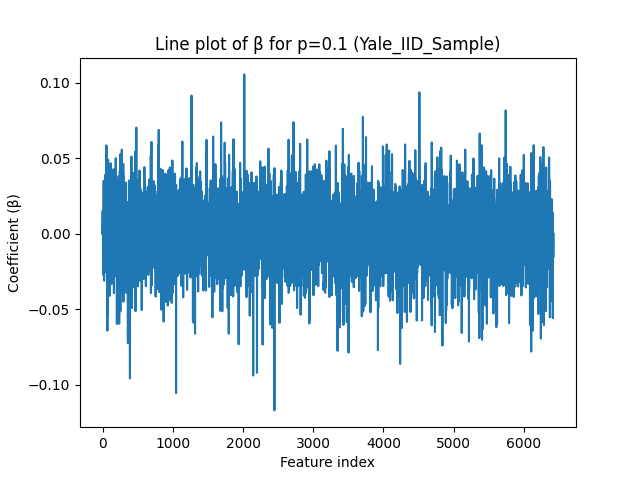 Line plot of β for p=0.1 (Yale_IID_Sample)
0.10
0.05
0.00
−0.05
−0.10
Coefficient (β)
0 1000 2000 3000 4000 5000 6000
Feature index